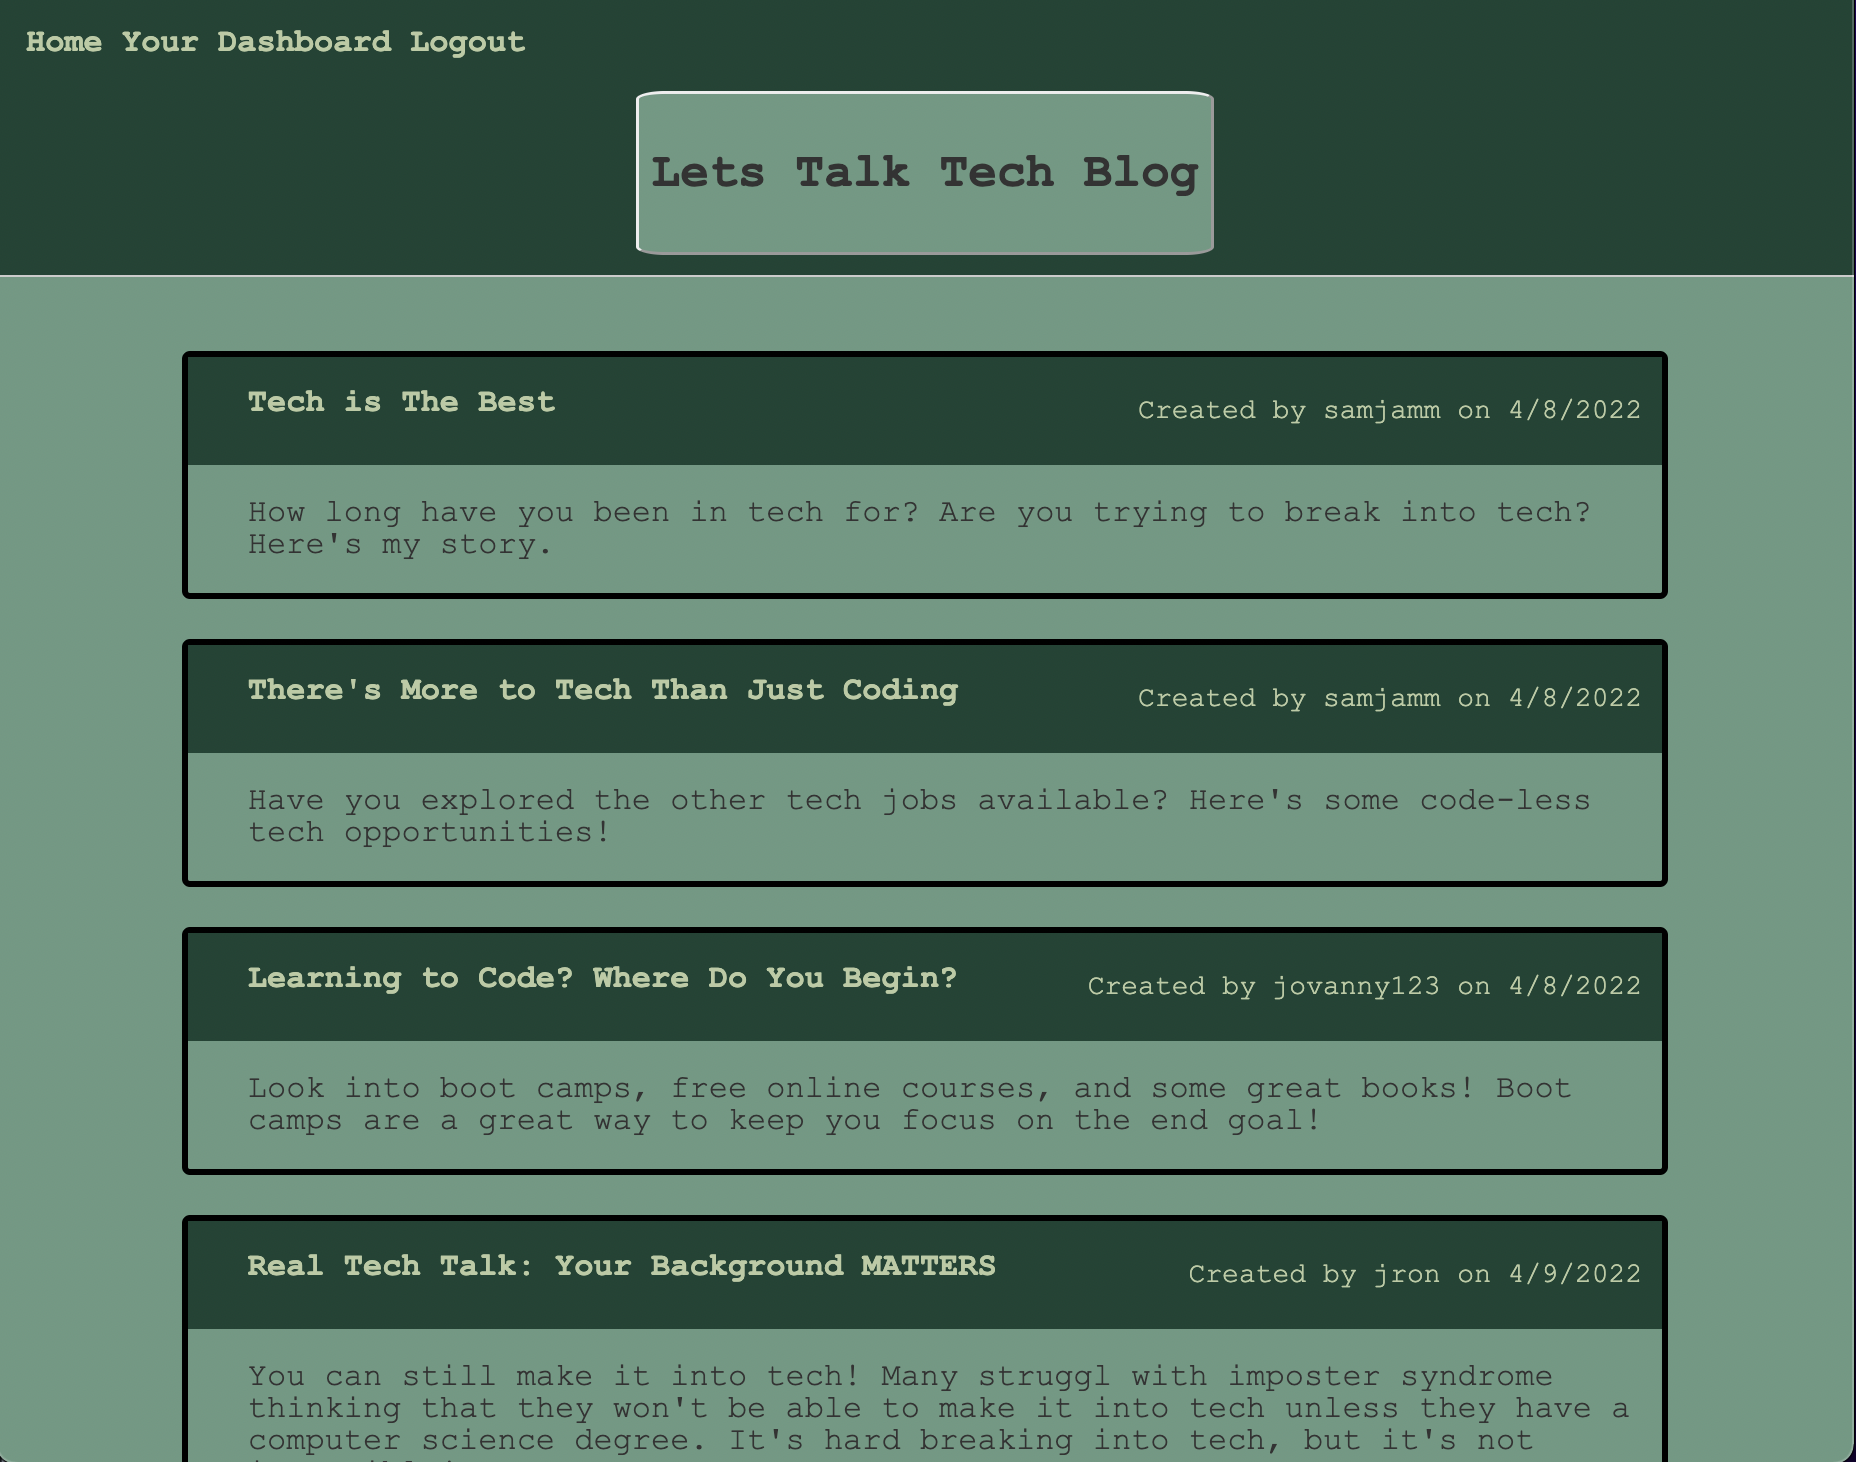 Home Your Dashboard Logout
Lets Talk Tech Blog
Tech is The Best
Created by samjamm on 4/8/2022
How long have you been in tech for? Are you trying to break into tech?
Here's my story.
There's More to Tech Than Just Coding
Created by samjamm on 4/8/2022
Have you explored the other tech jobs available? Here's some code-less
tech opportunities!
Learning to Code? Where Do You Begin?
Created by jovanny123 on 4/8/2022
Look into boot camps, free online courses, and some great books! Boot
camps are a great way to keep you focus on the end goal!
Real Tech Talk: Your Background MATTERS
Created by jron on 4/9/2022
You can still make it into tech! Many struggl with imposter syndrome
thinking that they won't be able to make it into tech unless they have a
computer science degree. It's hard breaking into tech, but it's not